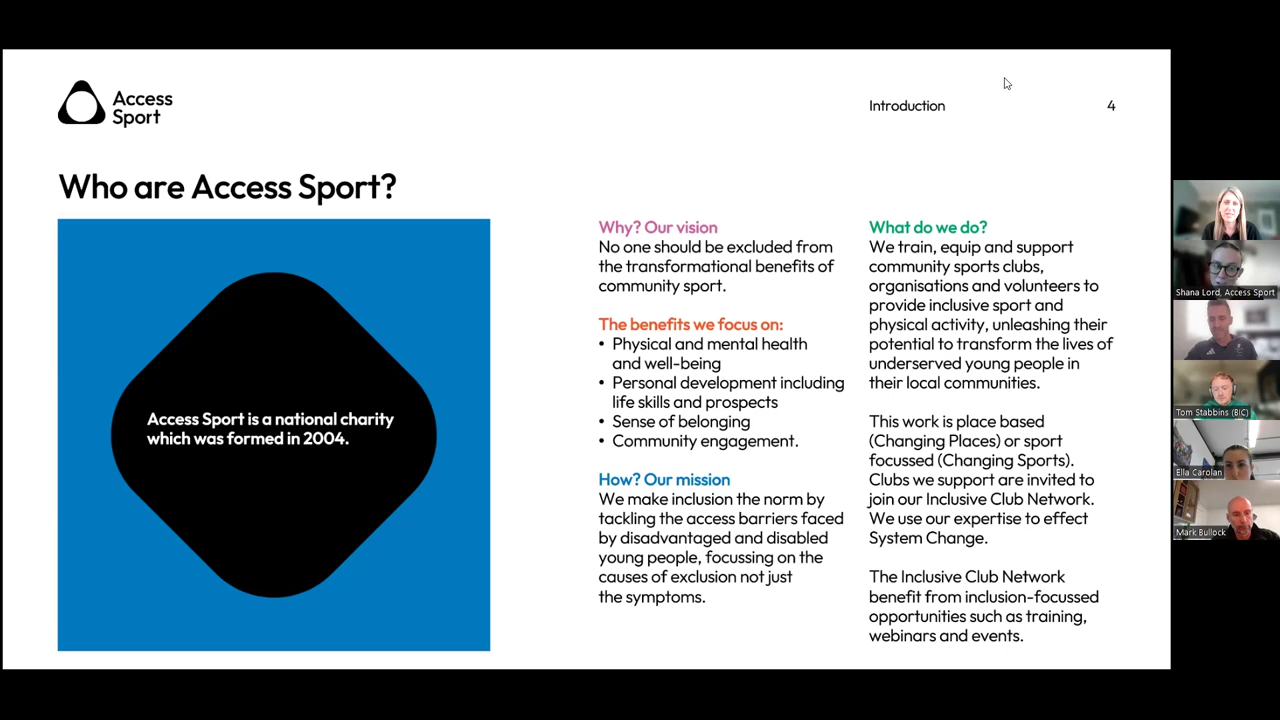 Access
Sport
Introduction
4
Who are Access Sport?
Access Sport is a national charity
which was formed in 2004.
Why? Our vision
No one should be excluded from
the transformational benefits of
community sport.
The benefits we focus on:
• Physical and mental health
and well-being
• Personal development including
life skills and prospects
• Sense of belonging
• Community engagement.
How? Our mission
We make inclusion the norm by
tackling the access barriers faced
by disadvantaged and disabled
young people, focussing on the
causes of exclusion not just
the symptoms.
What do we do?
We train, equip and support
community sports clubs,
organisations and volunteers to
provide inclusive sport and
physical activity, unleashing their
potential to transform the lives of
underserved young people in
their local communities.
This work is place based
(Changing Places) or sport
focussed (Changing Sports).
Clubs we support are invited to
join our Inclusive Club Network.
We use our expertise to effect
System Change.
The Inclusive Club Network
benefit from inclusion-focussed
opportunities such as training,
webinars and events.
Shana Lord, Access Sport
Tom Stabbins (BIC)
Ella Carolan
Mark Bullock